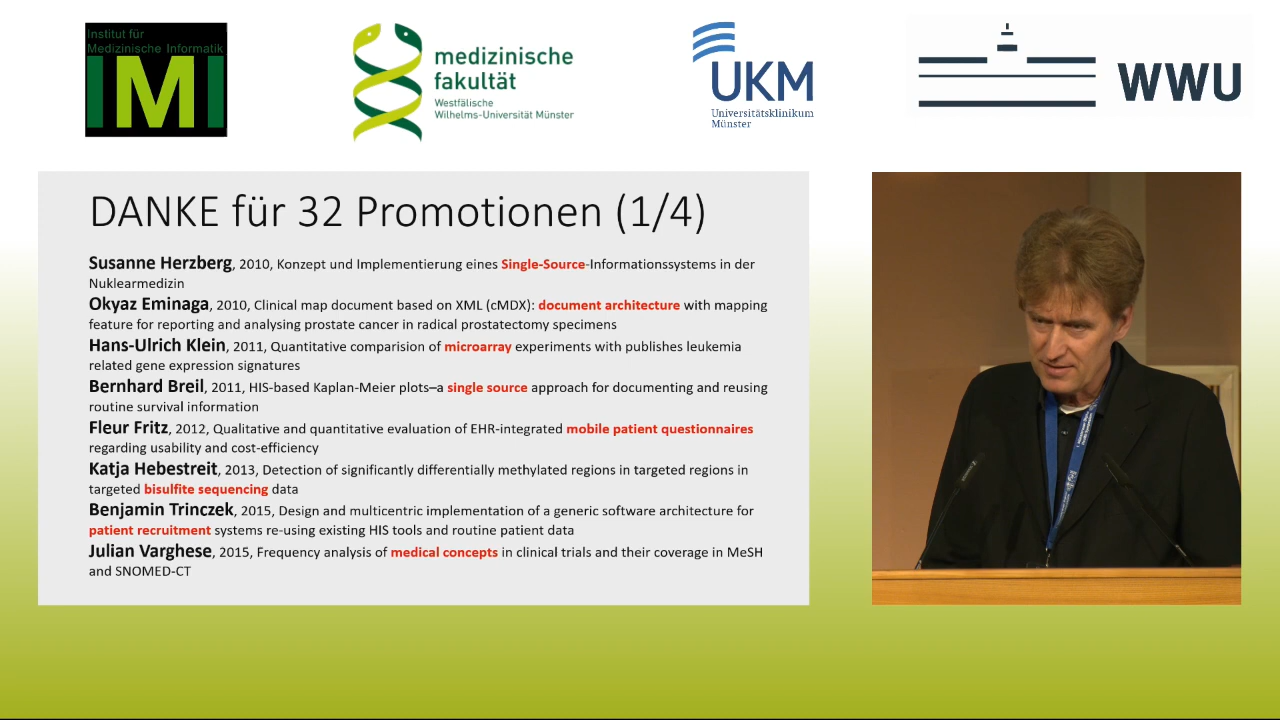 Institut für
Medizinische Informatik
IMI
medizinische
fakultät
Westfälische
Wilhelms-Universität Münster
UKM
Universitätsklinikum
Münster
WWU
DANKE für 32 Promotionen (1/4)
Susanne Herzberg, 2010, Konzept und Implementierung eines Single-Source-Informationssystems in der
Nuklearmedizin
Okyaz Eminaga, 2010, Clinical map document based on XML (cMDX): document architecture with mapping
feature for reporting and analysing prostate cancer in radical prostatectomy specimens
Hans-Ulrich Klein, 2011, Quantitative comparision of microarray experiments with publishes leukemia
related gene expression signatures
Bernhard Breil, 2011, HIS-based Kaplan-Meier plots–a single source approach for documenting and reusing
routine survival information
Fleur Fritz, 2012, Qualitative and quantitative evaluation of EHR-integrated mobile patient questionnaires
regarding usability and cost-efficiency
Katja Hebestreit, 2013, Detection of significantly differentially methylated regions in targeted regions in
targeted bisulfite sequencing data
Benjamin Trinczek, 2015, Design and multicentric implementation of a generic software architecture for
patient recruitment systems re-using existing HIS tools and routine patient data
Julian Varghese, 2015, Frequency analysis of medical concepts in clinical trials and their coverage in MeSH
and SNOMED-CT